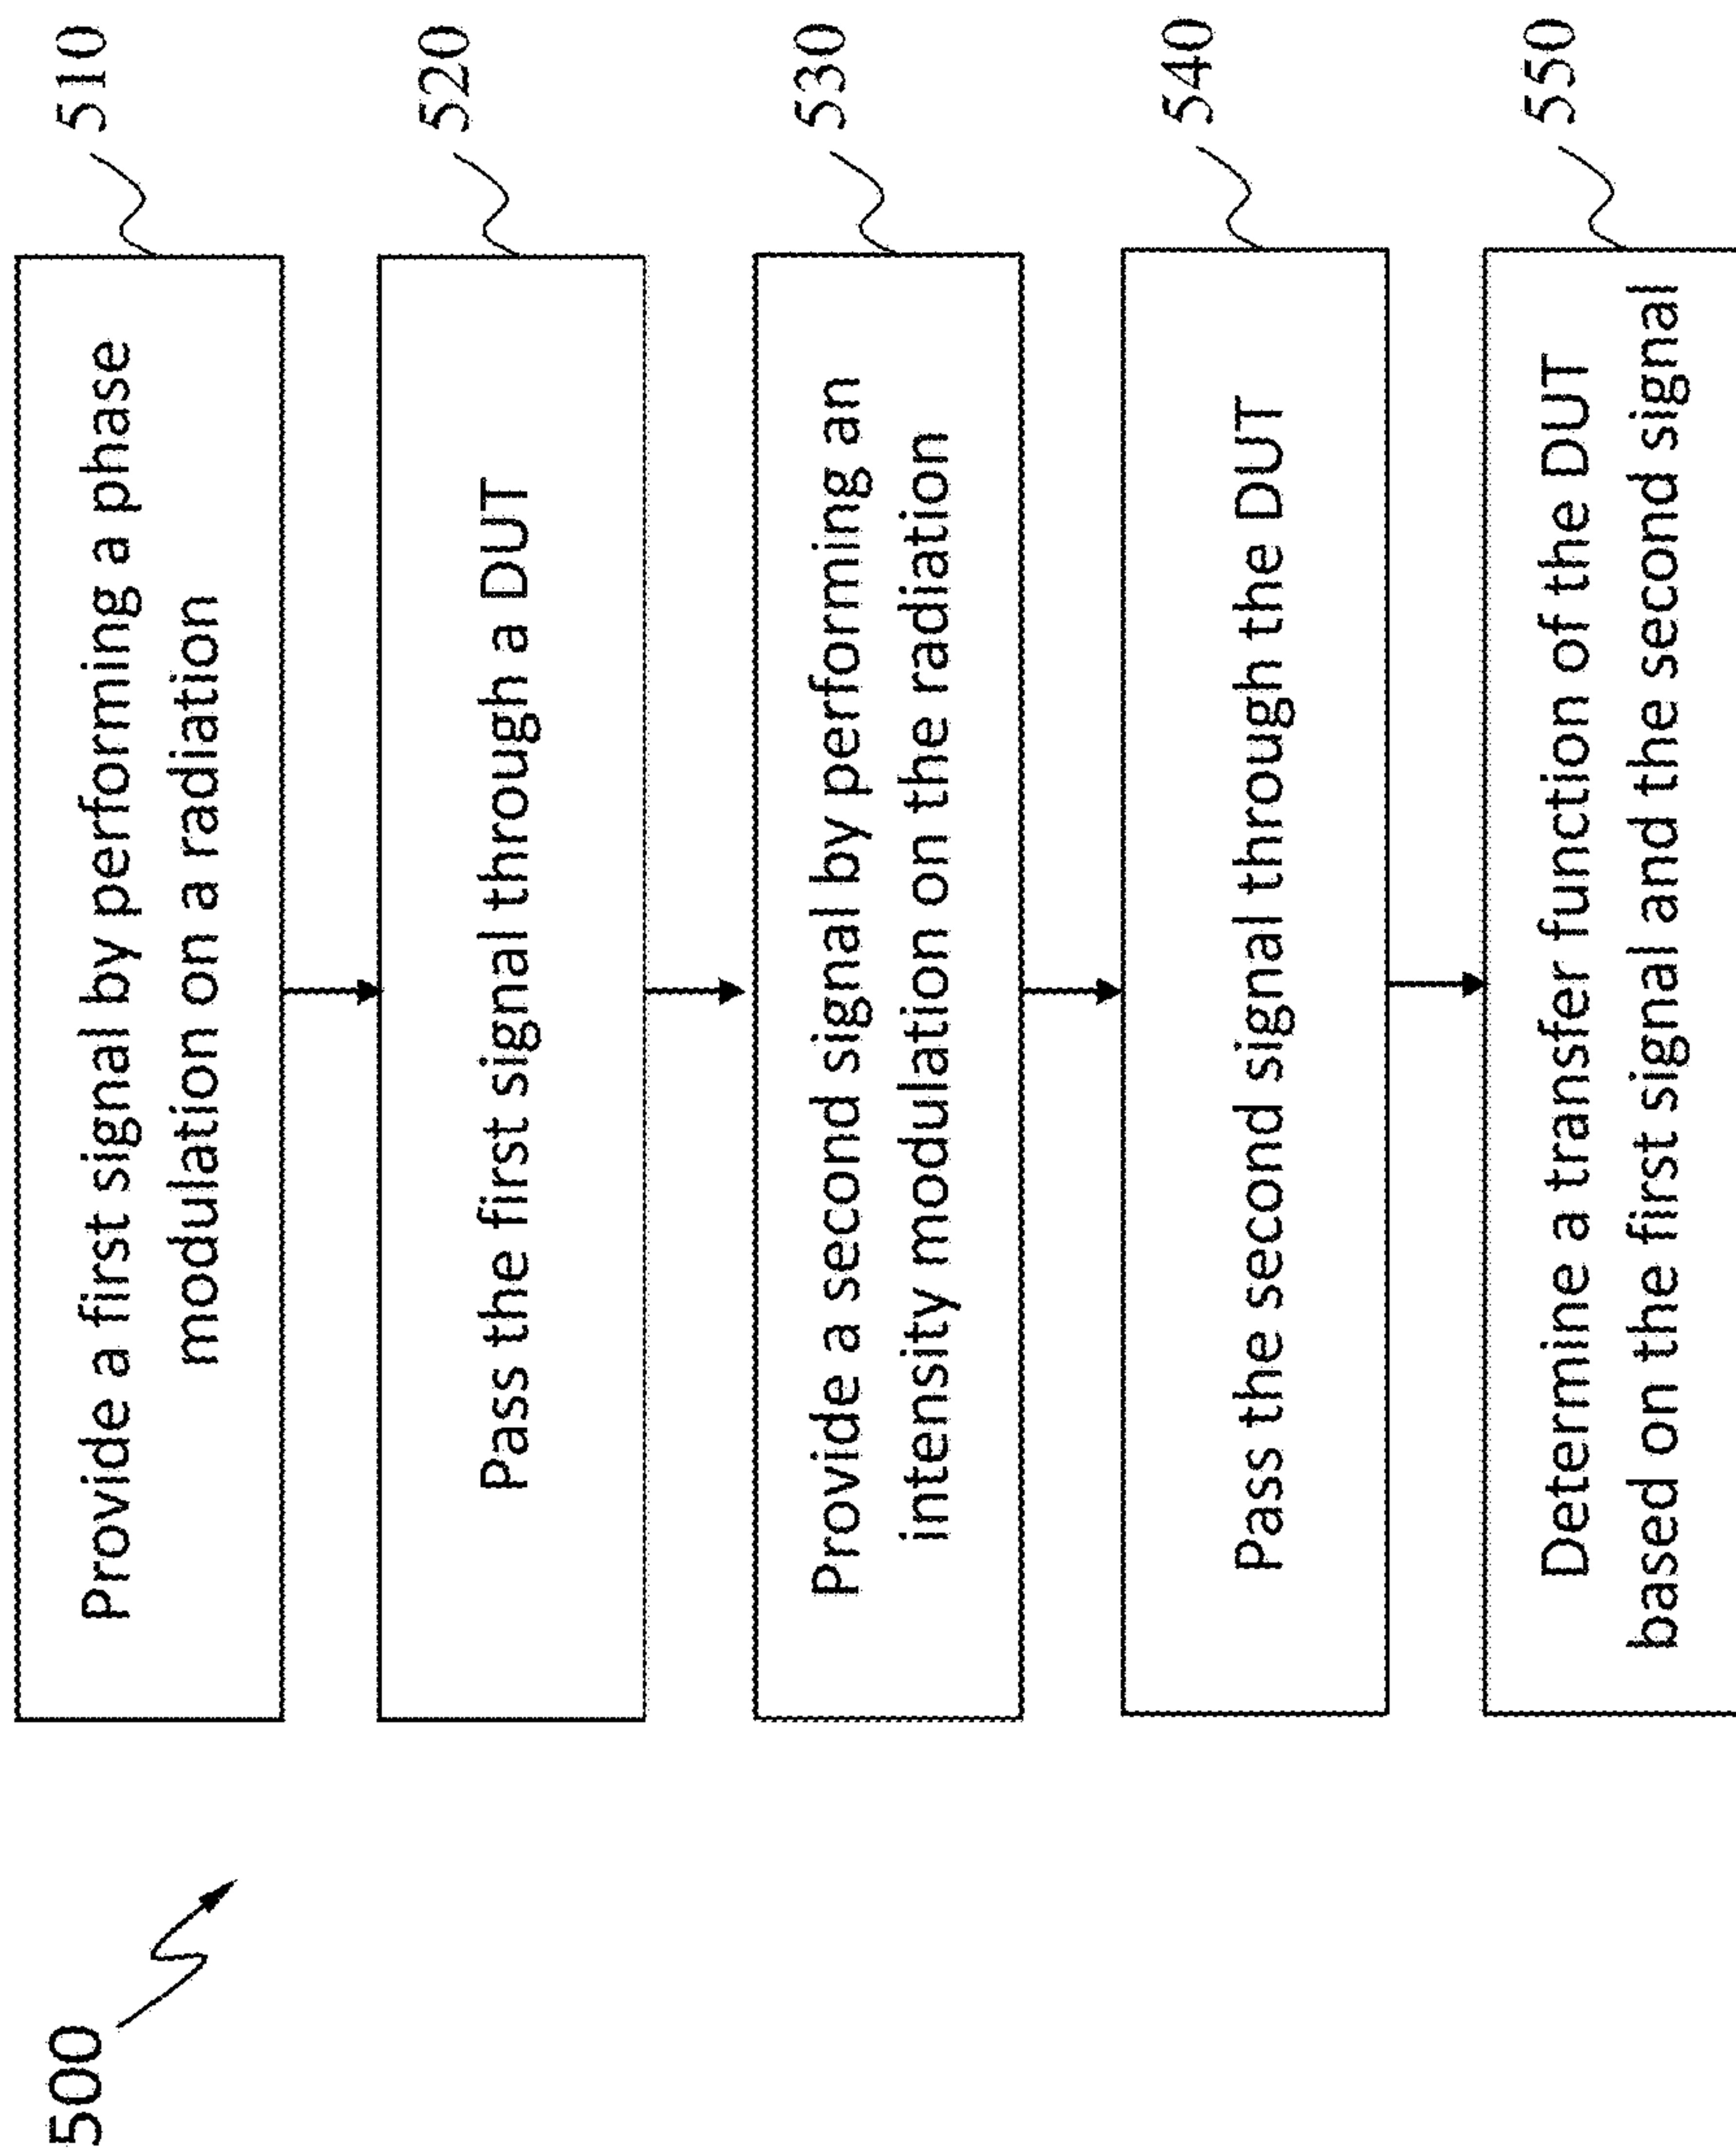 500
Provide a first signal by performing a phase
modulation on a radiation
510
Pass the first signal through a DUT
520
Provide a second signal by performing an
intensity modulation on the radiation
530
Pass the second signal through the DUT
540
Determine a transfer function of the DUT
based on the first signal and the second signal
550